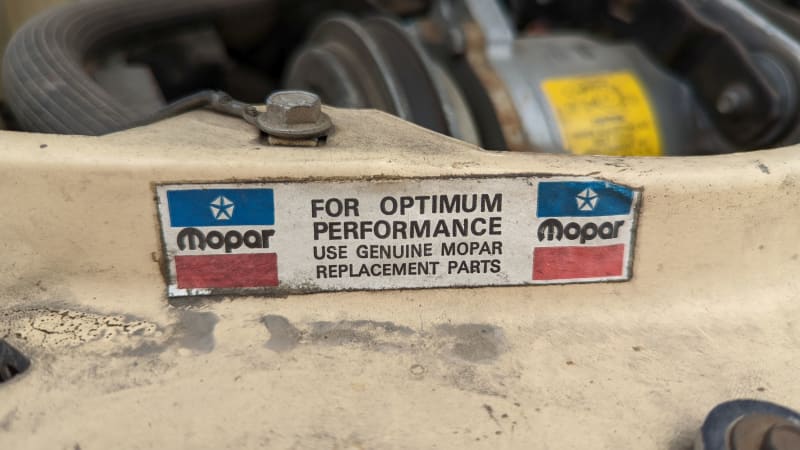 mopar
FOR OPTIMUM
PERFORMANCE
USE GENUINE MOPAR
REPLACEMENT PARTS
mopar